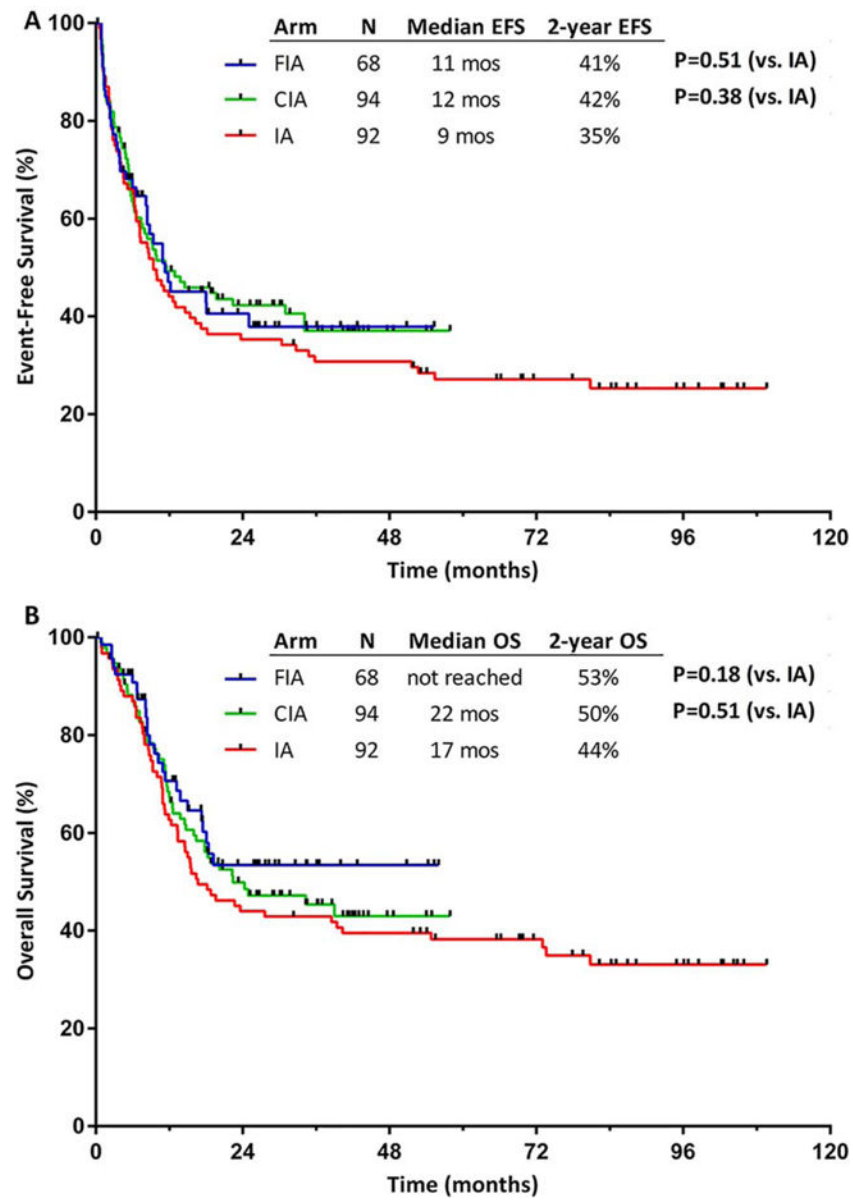 A
Arm N Median EFS 2-year EFS
FIA 68 11 mos 41% P=0.51 (vs. IA)
CIA 94 12 mos 42% P=0.38 (vs. IA)
IA 92 9 mos 35%
Event-Free Survival (%)
100
80
60
40
20
0
0 24 48 72 96 120
Time (months)
B
Arm N Median OS 2-year OS
FIA 68 not reached 53% P=0.18 (vs. IA)
CIA 94 22 mos 50% P=0.51 (vs. IA)
IA 92 17 mos 44%
Overall Survival (%)
100
80
60
40
20
0
0 24 48 72 96 120
Time (months)